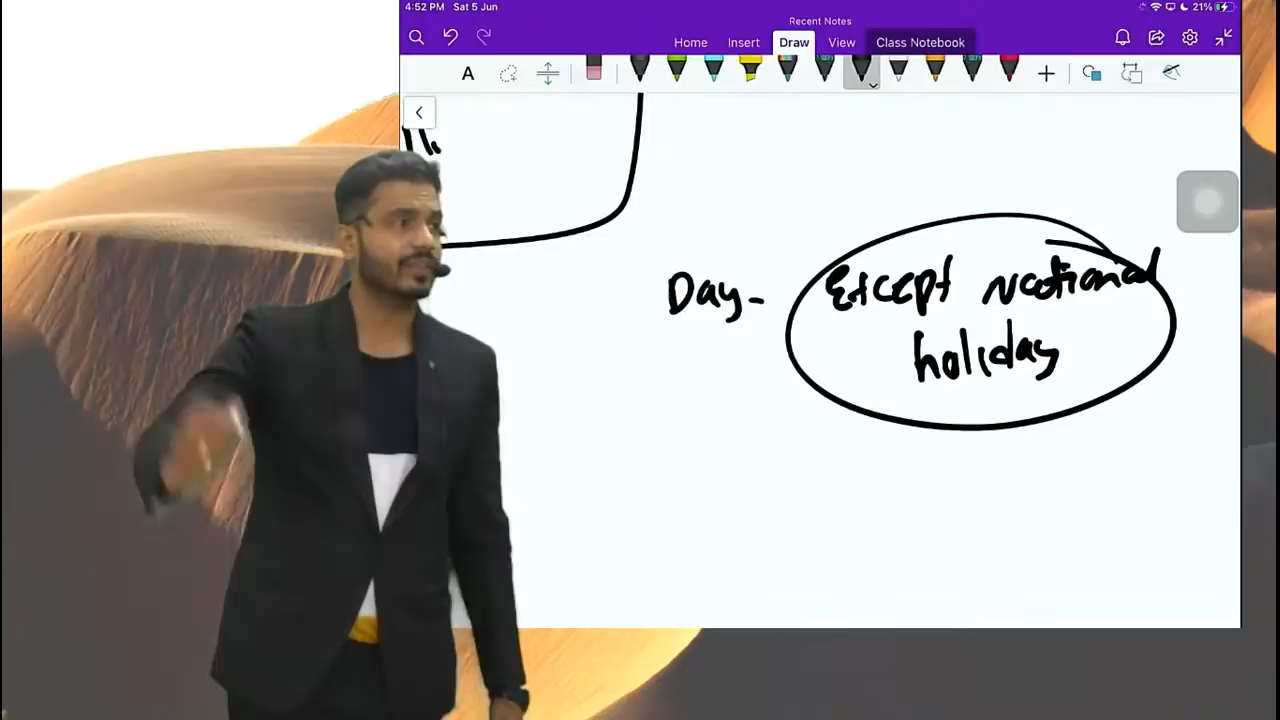 4:52 PM Sat 5 Jun
21%
Recent Notes
Home Insert Draw View Class Notebook
A
Day - Except national
holiday